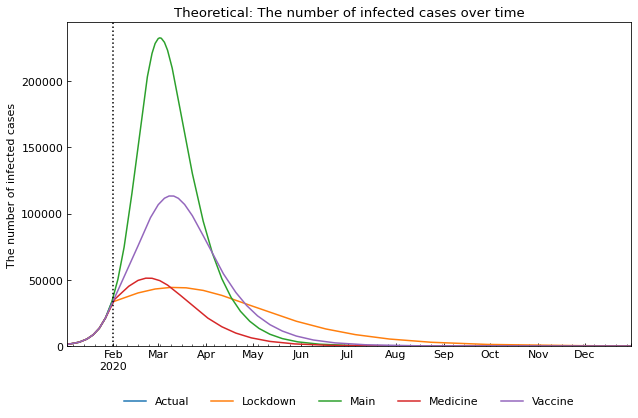 Theoretical: The number of infected cases over time
The number of infected cases
200000
150000
100000
50000
0
Feb Mar Apr May Jun Jul Aug Sep Oct Nov Dec
2020
Actual Lockdown Main Medicine Vaccine